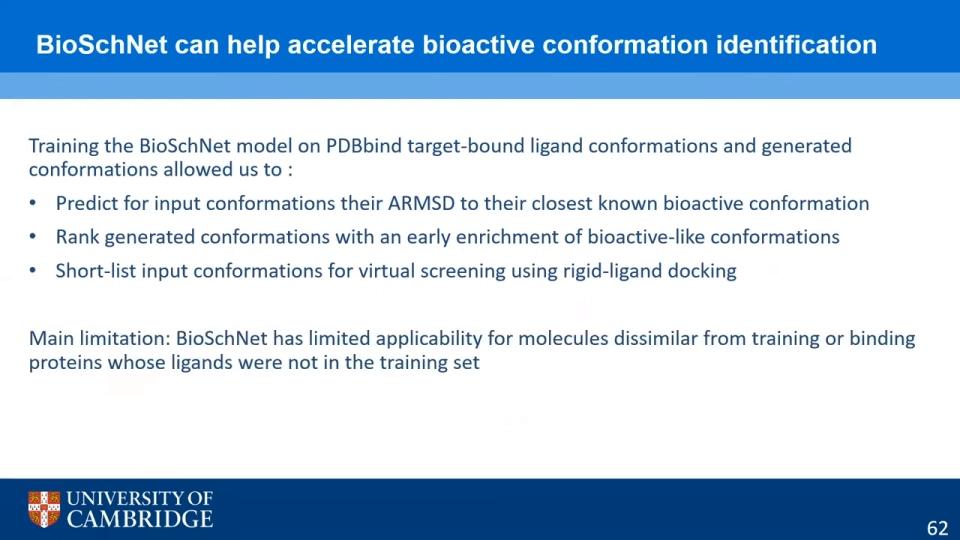 BioSchNet can help accelerate bioactive conformation identification
Training the BioSchNet model on PDBbind target-bound ligand conformations and generated
conformations allowed us to :
• Predict for input conformations their ARMSD to their closest known bioactive conformation
• Rank generated conformations with an early enrichment of bioactive-like conformations
• Short-list input conformations for virtual screening using rigid-ligand docking
Main limitation: BioSchNet has limited applicability for molecules dissimilar from training or binding
proteins whose ligands were not in the training set
UNIVERSITY OF
CAMBRIDGE
62